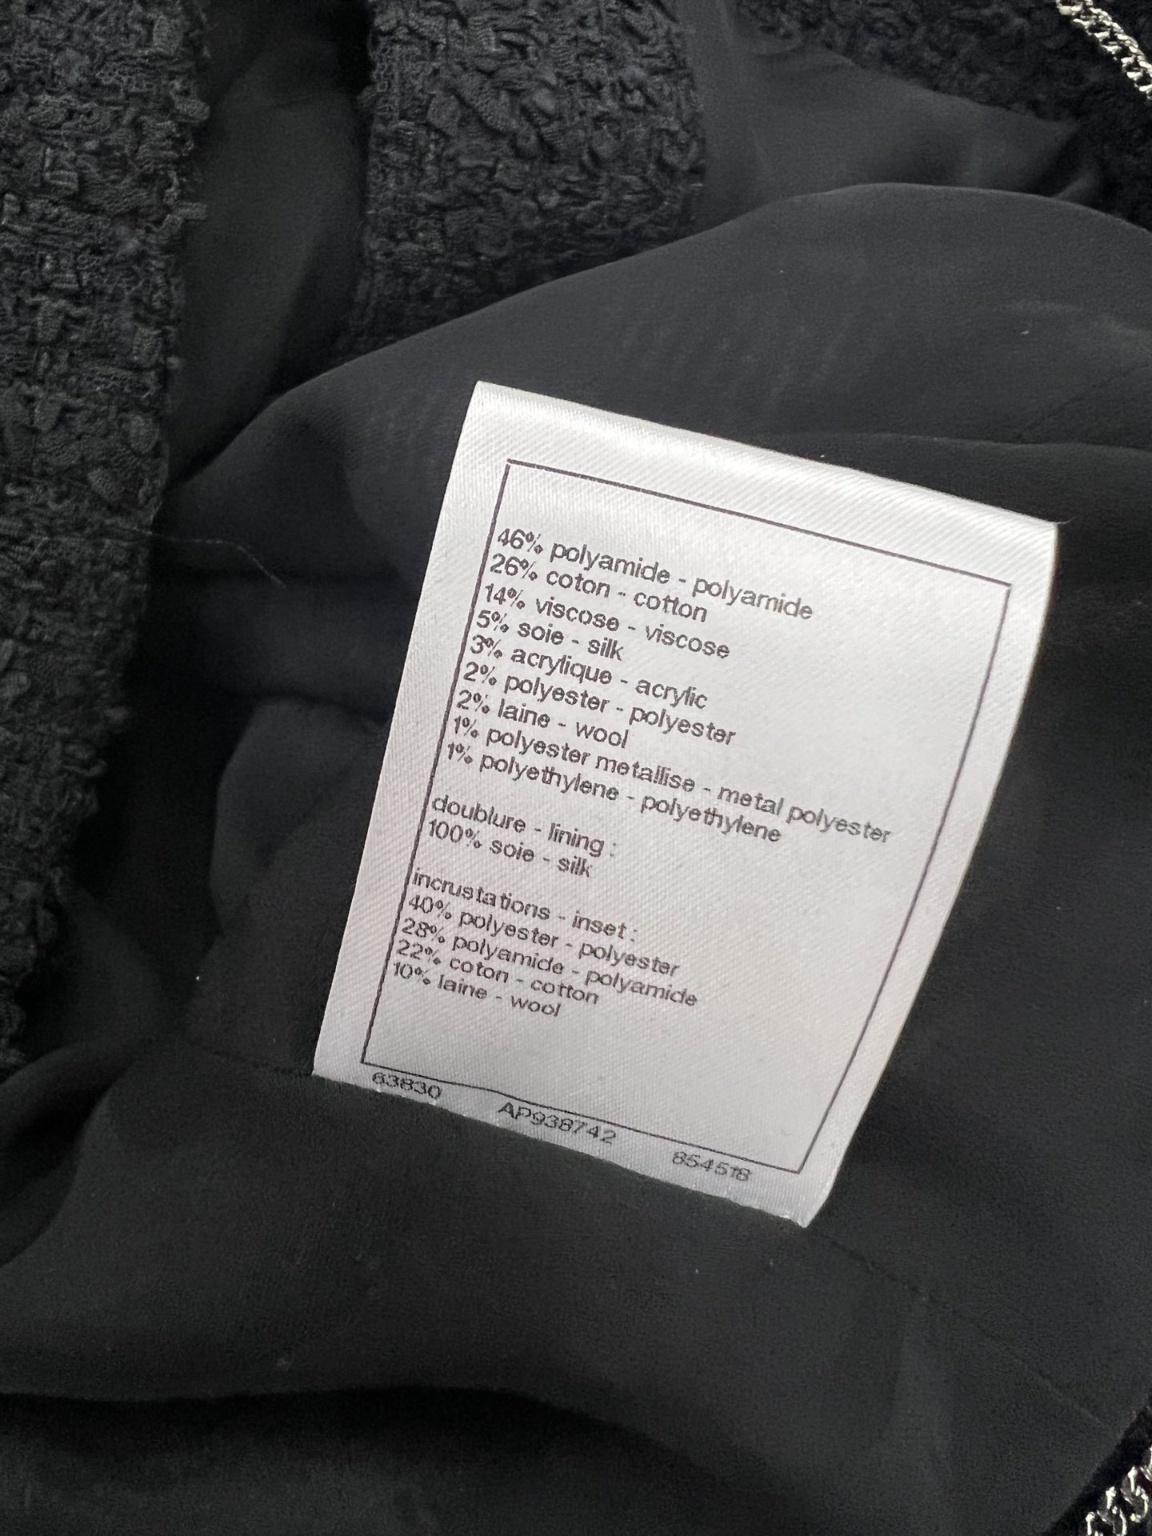 46% polyamide - polyamide
26% coton - cotton
14% viscose - viscose
5% soie - silk
3% acrylique - acrylic
2% polyester - polyester
2% laine - wool
1% polyester metallise - metal polyester
1% polyethylene - polyethylene
doublure - lining :
100% soie - silk
incrustations - inset :
40% polyester - polyester
28% polyamide - polyamide
22% coton - cotton
10% laine - wool
63830 AP938742 854518